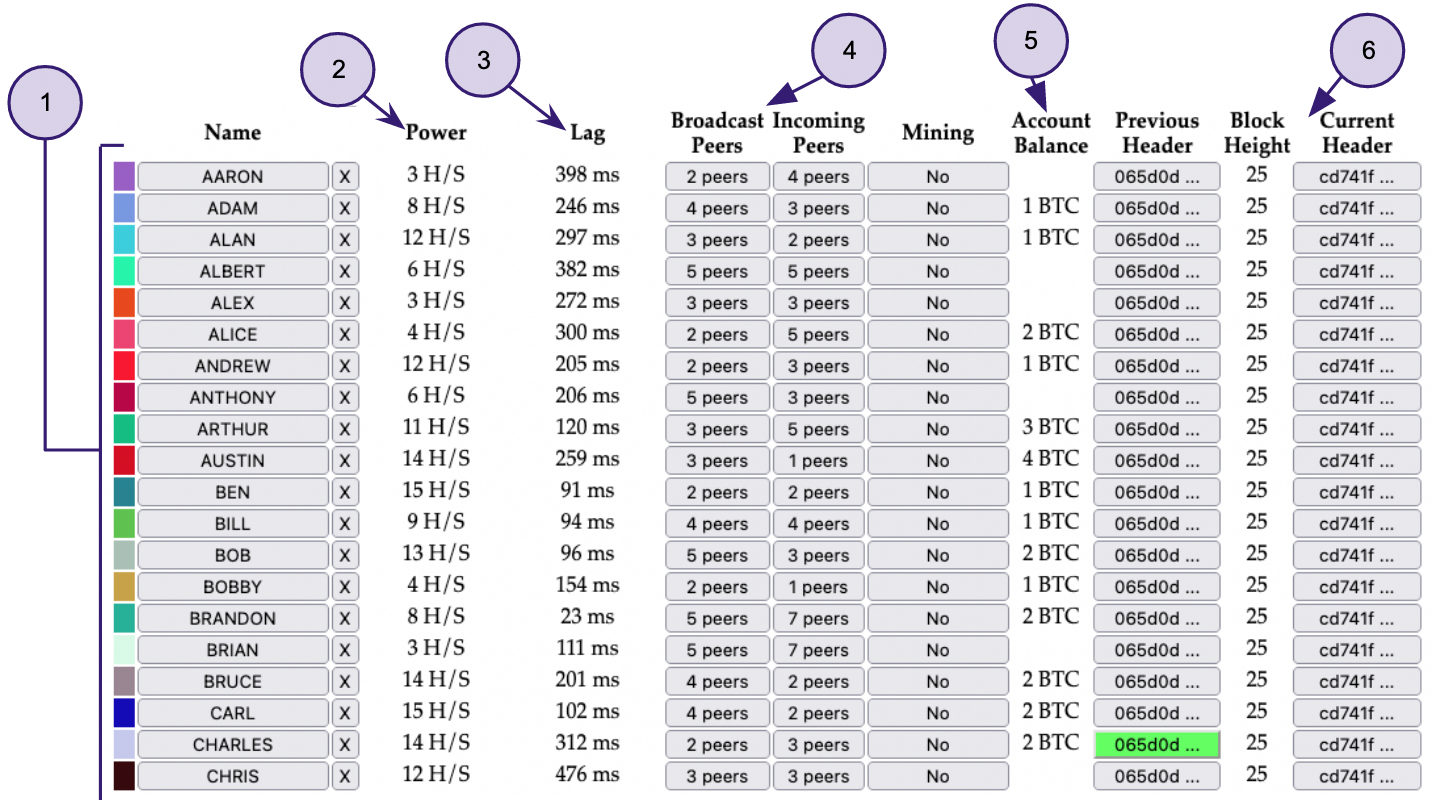 1 2 3 4 5 6
Name Power Lag Broadcast Peers Incoming Peers Mining Account Balance Previous Header Block Height Current Header
AARON X 3 H/S 398 ms 2 peers 4 peers No 065d0d ... 25 cd741f ...
ADAM X 8 H/S 246 ms 4 peers 3 peers No 1 BTC 065d0d ... 25 cd741f ...
ALAN X 12 H/S 297 ms 3 peers 2 peers No 1 BTC 065d0d ... 25 cd741f ...
ALBERT X 6 H/S 382 ms 5 peers 5 peers No 065d0d ... 25 cd741f ...
ALEX X 3 H/S 272 ms 3 peers 3 peers No 065d0d ... 25 cd741f ...
ALICE X 4 H/S 300 ms 2 peers 5 peers No 2 BTC 065d0d ... 25 cd741f ...
ANDREW X 12 H/S 205 ms 2 peers 3 peers No 1 BTC 065d0d ... 25 cd741f ...
ANTHONY X 6 H/S 206 ms 5 peers 3 peers No 065d0d ... 25 cd741f ...
ARTHUR X 11 H/S 120 ms 3 peers 5 peers No 3 BTC 065d0d ... 25 cd741f ...
AUSTIN X 14 H/S 259 ms 3 peers 1 peers No 4 BTC 065d0d ... 25 cd741f ...
BEN X 15 H/S 91 ms 2 peers 2 peers No 1 BTC 065d0d ... 25 cd741f ...
BILL X 9 H/S 94 ms 4 peers 4 peers No 1 BTC 065d0d ... 25 cd741f ...
BOB X 13 H/S 96 ms 5 peers 3 peers No 2 BTC 065d0d ... 25 cd741f ...
BOBBY X 4 H/S 154 ms 2 peers 1 peers No 1 BTC 065d0d ... 25 cd741f ...
BRANDON X 8 H/S 23 ms 5 peers 7 peers No 2 BTC 065d0d ... 25 cd741f ...
BRIAN X 3 H/S 111 ms 5 peers 7 peers No 065d0d ... 25 cd741f ...
BRUCE X 14 H/S 201 ms 4 peers 2 peers No 2 BTC 065d0d ... 25 cd741f ...
CARL X 15 H/S 102 ms 4 peers 2 peers No 2 BTC 065d0d ... 25 cd741f ...
CHARLES X 14 H/S 312 ms 2 peers 3 peers No 2 BTC 065d0d ... 25 cd741f ...
CHRIS X 12 H/S 476 ms 3 peers 3 peers No 065d0d ... 25 cd741f ...